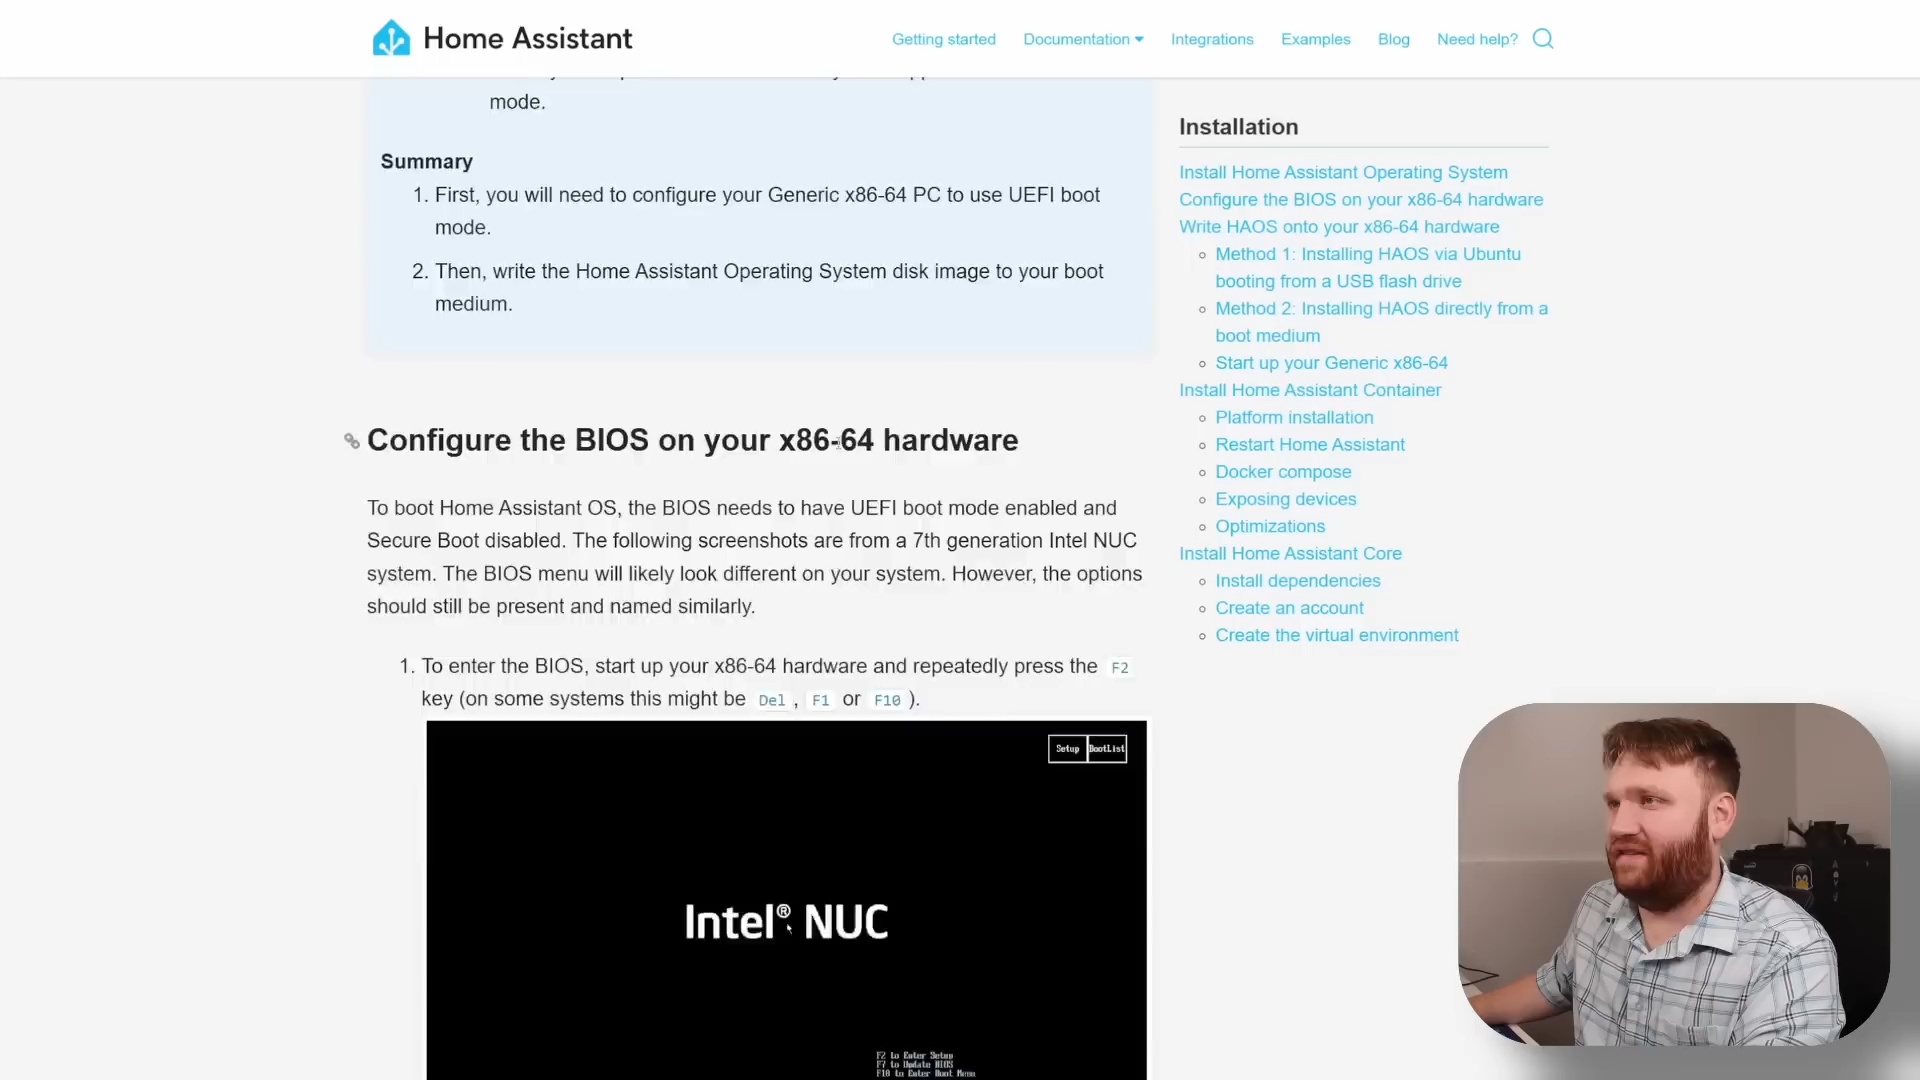 Home Assistant
Getting started
Documentation
Integrations
Examples
Blog
Need help?
mode.
Summary
1. First, you will need to configure your Generic x86-64 PC to use UEFI boot
mode.
2. Then, write the Home Assistant Operating System disk image to your boot
medium.
Configure the BIOS on your x86-64 hardware
To boot Home Assistant OS, the BIOS needs to have UEFI boot mode enabled and
Secure Boot disabled. The following screenshots are from a 7th generation Intel NUC
system. The BIOS menu will likely look different on your system. However, the options
should still be present and named similarly.
1. To enter the BIOS, start up your x86-64 hardware and repeatedly press the F2
key (on some systems this might be Del , F1 or F10 ).
Setup BootList
Intel® NUC
F2 to Enter Setup
F7 to Update BIOS
F10 to Enter Boot Menu
Installation
Install Home Assistant Operating System
Configure the BIOS on your x86-64 hardware
Write HAOS onto your x86-64 hardware
Method 1: Installing HAOS via Ubuntu
booting from a USB flash drive
Method 2: Installing HAOS directly from a
boot medium
Start up your Generic x86-64
Install Home Assistant Container
Platform installation
Restart Home Assistant
Docker compose
Exposing devices
Optimizations
Install Home Assistant Core
Install dependencies
Create an account
Create the virtual environment